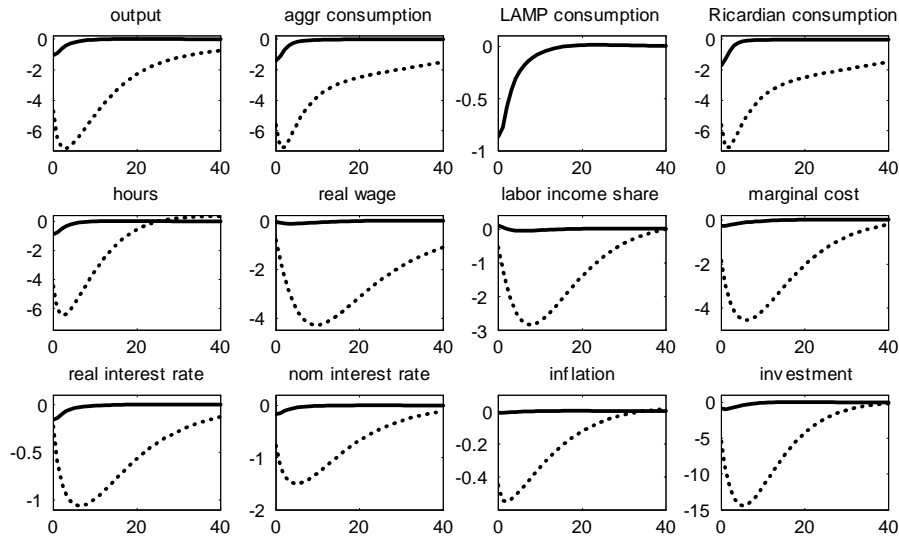 output
aggr consumption
LAMP consumption
Ricardian consumption
0
-2
-4
-6
0 20 40
0
-2
-4
-6
0 20 40
0
-0.5
-1
0 20 40
0
-2
-4
-6
0 20 40
hours
real wage
labor income share
marginal cost
0
-2
-4
-6
0 20 40
0
-2
-4
0 20 40
0
-1
-2
-3
0 20 40
0
-2
-4
0 20 40
real interest rate
nom interest rate
inflation
investment
0
-0.5
-1
0 20 40
0
-1
-2
0 20 40
0
-0.2
-0.4
0 20 40
0
-5
-10
-15
0 20 40